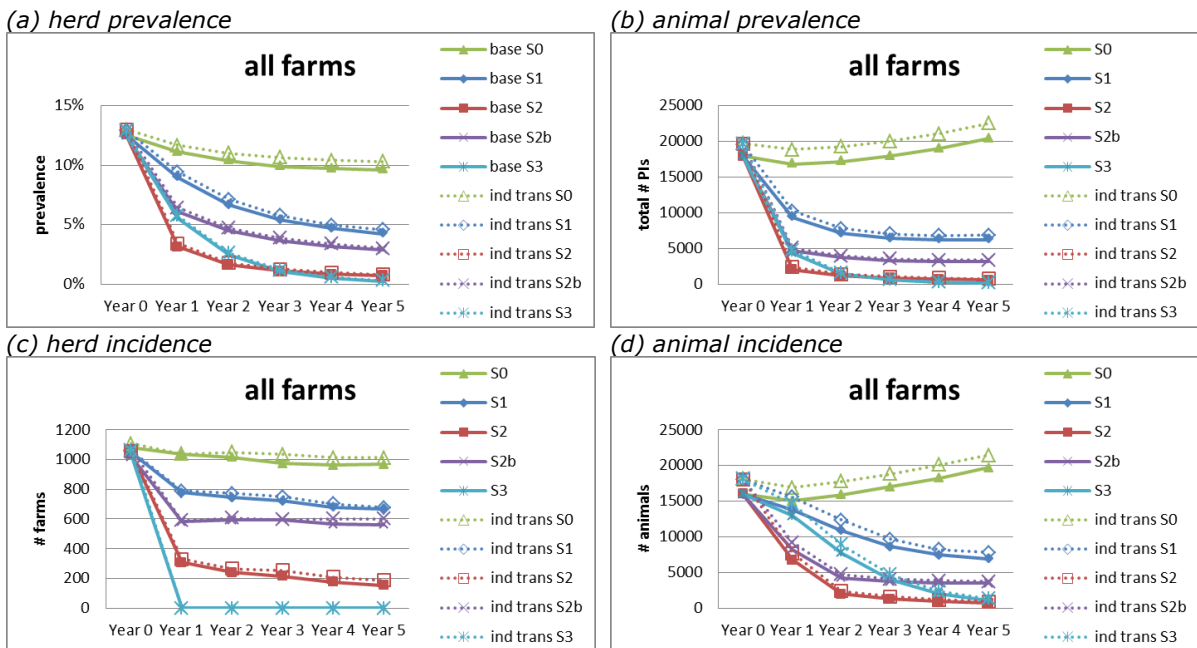 (a) herd prevalence
all farms
prevalence
15%
10%
5%
0%
Year 0 Year 1 Year 2 Year 3 Year 4 Year 5
base S0
base S1
base S2
base S2b
base S3
ind trans S0
ind trans S1
ind trans S2
ind trans S2b
ind trans S3
(b) animal prevalence
all farms
total # PIs
25000
20000
15000
10000
5000
0
Year 0 Year 1 Year 2 Year 3 Year 4 Year 5
S0
S1
S2
S2b
S3
ind trans S0
ind trans S1
ind trans S2
ind trans S2b
ind trans S3
(c) herd incidence
all farms
# farms
1200
1000
800
600
400
200
0
Year 0 Year 1 Year 2 Year 3 Year 4 Year 5
S0
S1
S2
S2b
S3
ind trans S0
ind trans S1
ind trans S2
ind trans S2b
ind trans S3
(d) animal incidence
all farms
# animals
25000
20000
15000
10000
5000
0
Year 0 Year 1 Year 2 Year 3 Year 4 Year 5
S0
S1
S2
S2b
S3
ind trans S0
ind trans S1
ind trans S2
ind trans S2b
ind trans S3